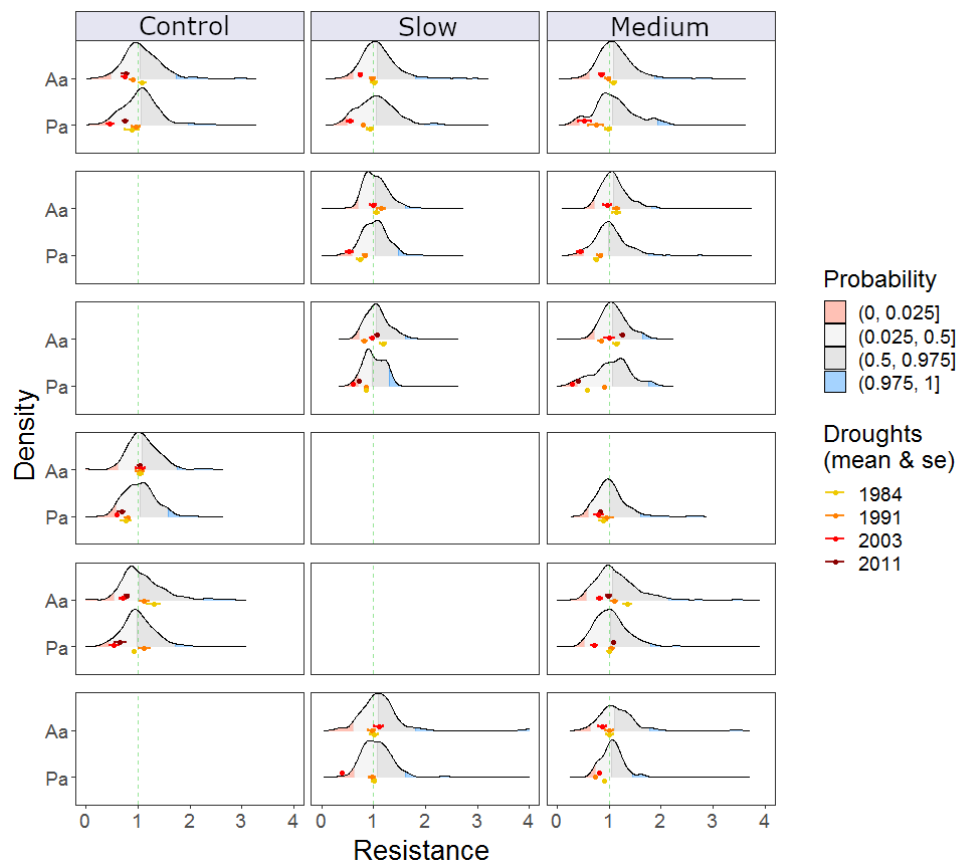 Control Slow Medium
Aa
Pa
Aa
Pa
Aa
Pa
Aa
Pa
Aa
Pa
Aa
Pa
Density
0 1 2 3 4 0 1 2 3 4 0 1 2 3 4
Resistance
Probability
(0, 0.025]
(0.025, 0.5]
(0.5, 0.975]
(0.975, 1]
Droughts
(mean & se)
1984
1991
2003
2011